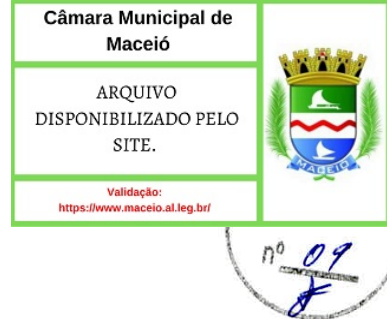 Câmara Municipal de
Maceió
ARQUIVO
DISPONIBILIZADO PELO
SITE.
Validação:
https://www.maceio.al.leg.br/
MACEIÓ
nº 09